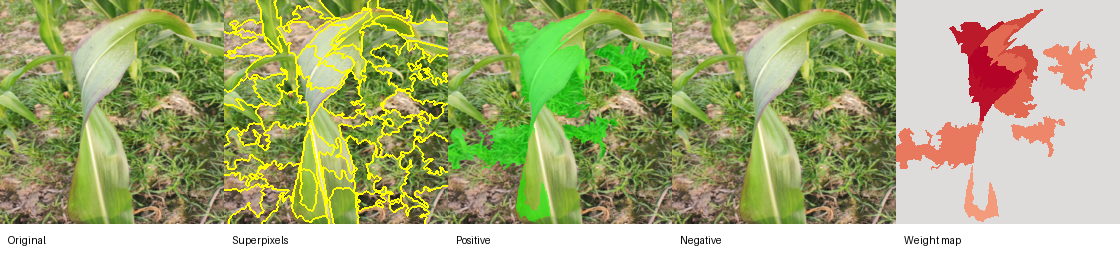 Original
Superpixels
Positive
Negative
Weight map